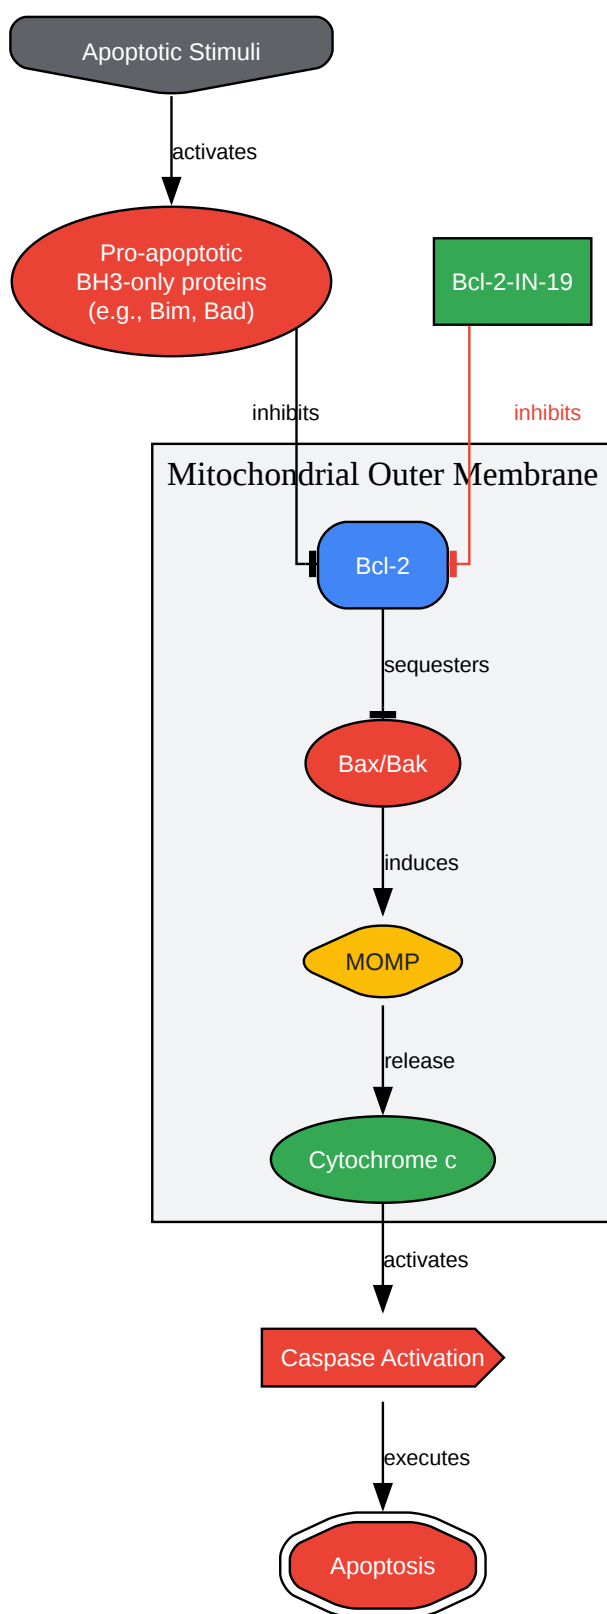 Apoptotic Stimuli
activates
Pro-apoptotic
BH3-only proteins
(e.g., Bim, Bad)
Bcl-2-IN-19
inhibits
inhibits
Mitochondrial Outer Membrane
Bcl-2
sequesters
Bax/Bak
induces
MOMP
release
Cytochrome c
activates
Caspase Activation
executes
Apoptosis